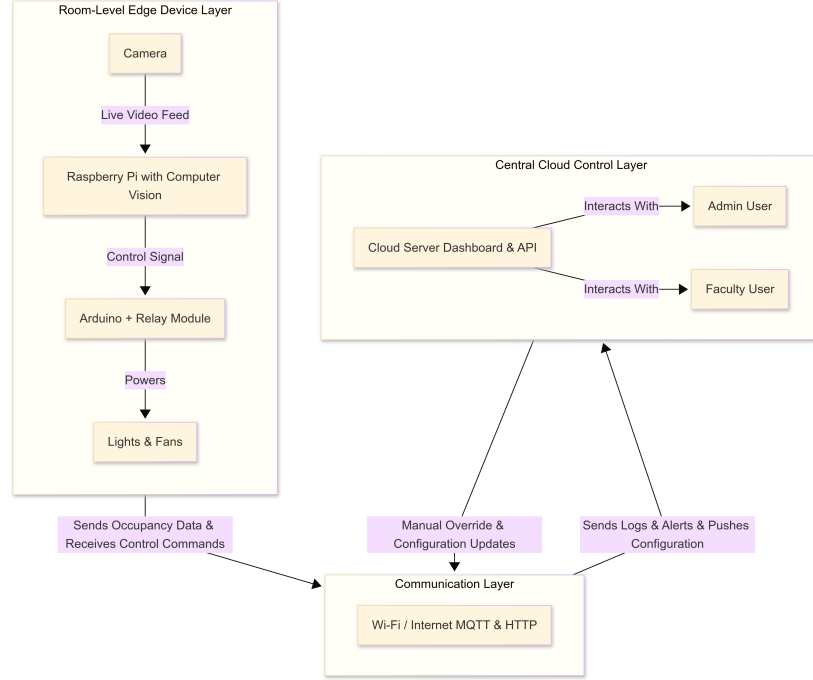 Room-Level Edge Device Layer
Camera
Live Video Feed
Raspberry Pi with Computer
Vision
Control Signal
Arduino + Relay Module
Powers
Lights & Fans
Sends Occupancy Data &
Receives Control Commands
Central Cloud Control Layer
Cloud Server Dashboard & API
Interacts With
Admin User
Interacts With
Faculty User
Manual Override &
Configuration Updates
Sends Logs & Alerts & Pushes
Configuration
Communication Layer
Wi-Fi / Internet MQTT & HTTP